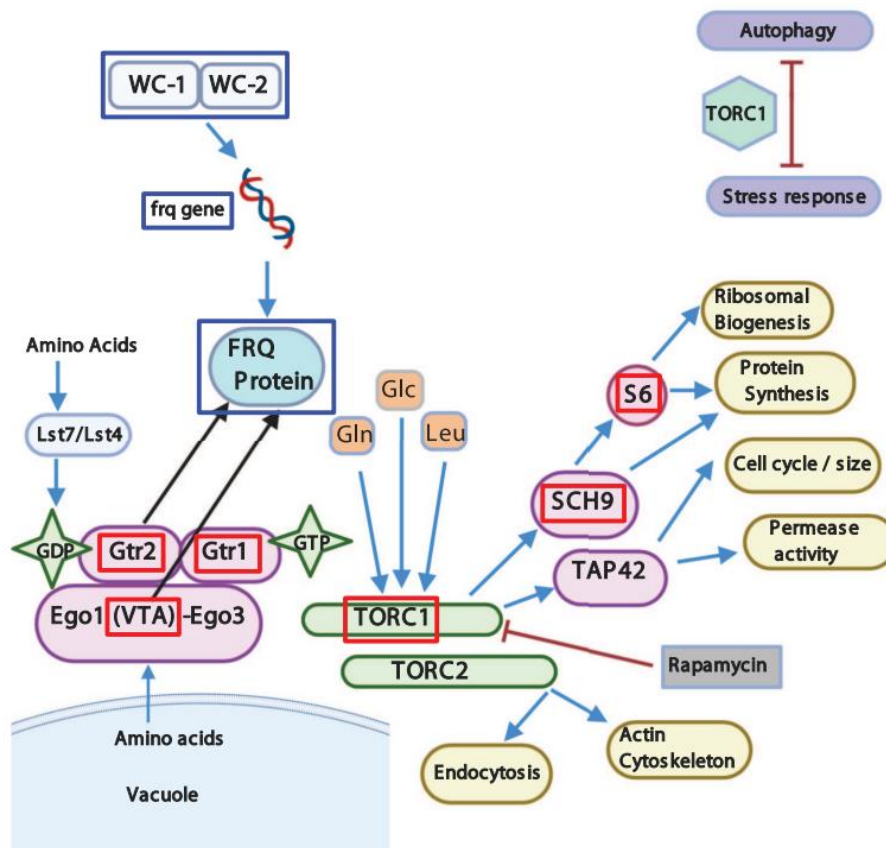 Autophagy
WC-1 WC-2
TORC1
frq gene
Stress response
FRQ
Protein
Amino Acids
Lst7/Lst4
Gln
Glc
Leu
Ribosomal
Biogenesis
S6
Protein
Synthesis
SCH9
Cell cycle / size
GDP
Gtr2
Gtr1
GTP
TAP42
Permease
activity
Ego1 (VTA) -Ego3
TORC1
TORC2
Rapamycin
Amino acids
Vacuole
Endocytosis
Actin
Cytoskeleton